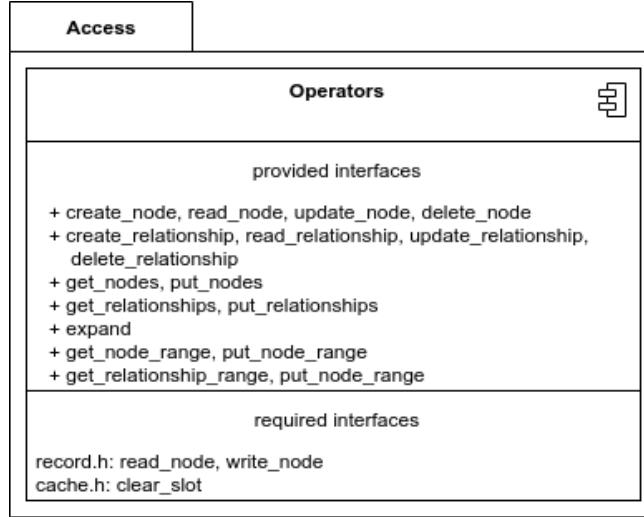 Access
Operators
provided interfaces
+ create_node, read_node, update_node, delete_node
+ create_relationship, read_relationship, update_relationship,
delete_relationship
+ get_nodes, put_nodes
+ get_relationships, put_relationships
+ expand
+ get_node_range, put_node_range
+ get_relationship_range, put_node_range
required interfaces
record.h: read_node, write_node
cache.h: clear_slot